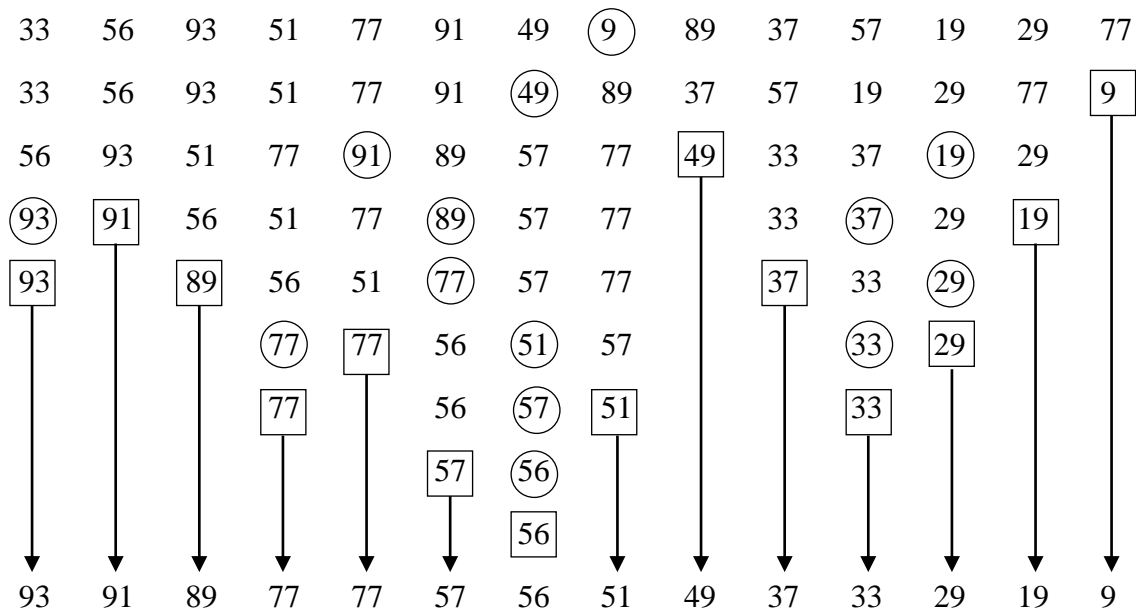 33 56 93 51 77 91 49 9 89 37 57 19 29 77
33 56 93 51 77 91 49 89 37 57 19 29 77 9
56 93 51 77 91 89 57 77 49 33 37 19 29
93 91 56 51 77 89 57 77 33 37 29 19
93 89 56 51 77 57 77 37 33 29
77 77 56 51 57 33 29
77 56 57 51 33
57 56
56
93 91 89 77 77 57 56 51 49 37 33 29 19 9